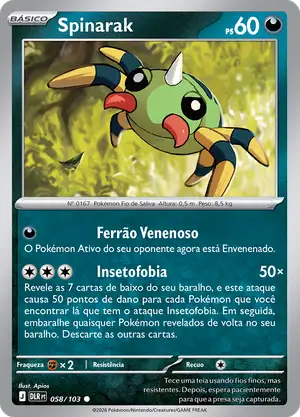 BÁSICO
Spinarak
PS60
Nº 0167 Pokémon Fio de Saliva Altura: 0,5 m Peso: 8,5 kg
Ferrão Venenoso
O Pokémon Ativo do seu oponente agora está Envenenado.
Insetofobia 50×
Revele as 7 cartas de baixo do seu baralho, e este ataque
causa 50 pontos de dano para cada Pokémon que você
encontrar lá que tem o ataque Insetofobia. Em seguida,
embaralhe quaisquer Pokémon revelados de volta no seu
baralho. Descarte as outras cartas.
Fraqueza × 2 Resistência Recuo
Ilust. Apios
DLR PT 058/103
Tece uma teia usando fios finos, mas
resistentes. Depois, espera pacientemente
para que a presa seja capturada.
©2026 Pokémon/Nintendo/Creatures/GAME FREAK